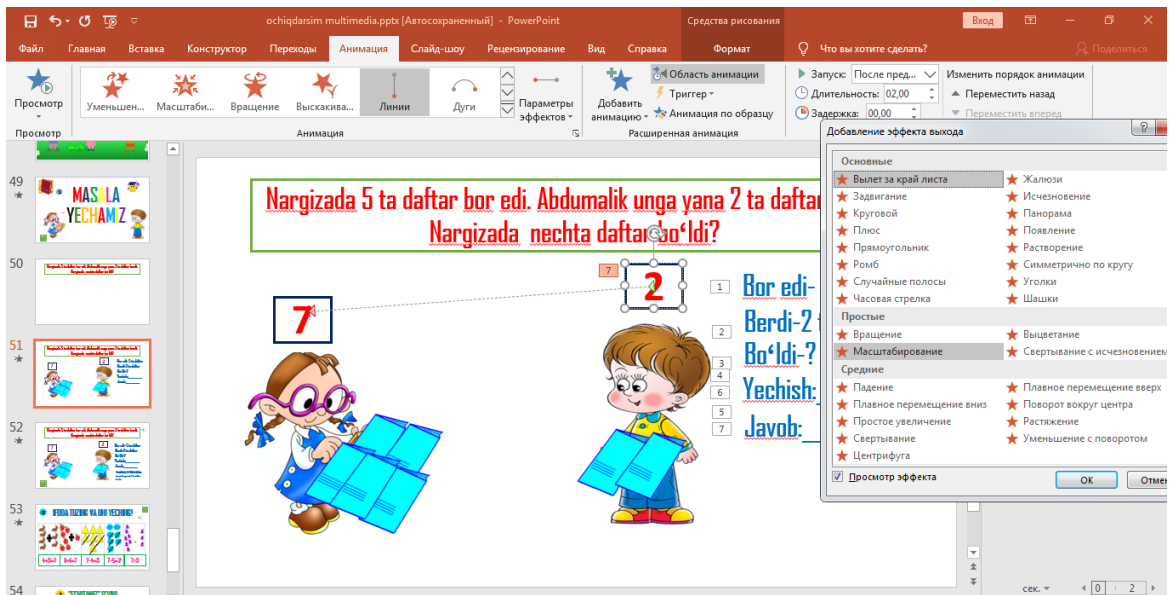 ochiqdarsim multimedia.pptx [Автосохраненный] - PowerPoint
Средства рисования
Вход
Файл Главная Вставка Конструктор Переходы Анимация Слайд-шоу Рецензирование Вид Справка Формат Что вы хотите сделать? Поделиться
Просмотр
Уменьшен... Масштаби... Вращение Выскакива... Линии Дуги
Параметры эффектов
Добавить анимацию
Область анимации
Триггер
Анимация по образцу
Запуск: После пред...
Длительность: 02,00
Задержка: 00,00
Изменить порядок анимации
Переместить назад
Переместить вперед
Просмотр Анимация Расширенная анимация
49
MASALA
YECHAMIZ
50
51
52
53
IFODA TUZING VA UNI YECHING!
54
Nargizada 5 ta daftar bor edi. Abdumalik unga yana 2 ta daftar
Nargizada nechta daftar bo‘ldi?
7
7
2
1 Bor edi-
2 Berdi-2
3 Bo‘ldi-?
4
6 Yechish:_
5
7 Javob:__
Добавление эффекта выхода
Основные
Вылет за край листа Жалюзи
Задвигание Исчезновение
Круговой Панорама
Плюс Появление
Прямоугольник Растворение
Ромб Симметрично по кругу
Случайные полосы Уголки
Часовая стрелка Шашки
Простые
Вращение Выцветание
Масштабирование Свертывание с исчезновением
Средние
Падение Плавное перемещение вверх
Плавное перемещение вниз Поворот вокруг центра
Простое увеличение Растяжение
Свертывание Уменьшение с поворотом
Центрифуга
Просмотр эффекта
ОК Отмен
сек. 0 2